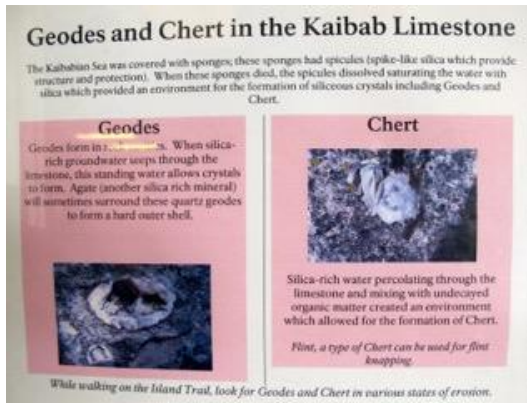 Geodes and Chert in the Kaibab Limestone
The Kaibabian Sea was covered with sponges; these sponges had spicules (spike-like silica which provide
structure and protection). When these sponges died, the spicules dissolved saturating the water with
silica which provided an environment for the formation of siliceous crystals including Geodes and
Chert.
Geodes
Geodes form in
When silica-
rich groundwater seeps through the
limestone, this standing water allows crystals
to form. Agate (another silica rich mineral)
will sometimes surround these quartz geodes
to form a hard outer shell.
Chert
Silica-rich water percolating through the
limestone and mixing with undecayed
organic matter created an environment
which allowed for the formation of Chert.
Flint, a type of Chert can be used for flint
knapping.
While walking on the Island Trail, look for Geodes and Chert in various states of erosion.